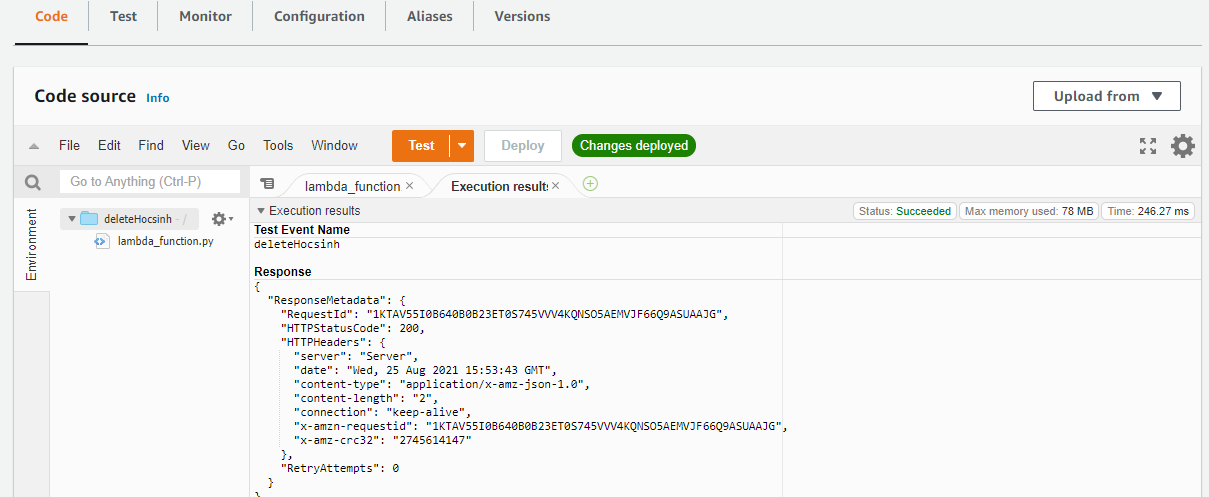 Code Test Monitor Configuration Aliases Versions
Code source Info Upload from
File Edit Find View Go Tools Window Test Deploy Changes deployed
Go to Anything (Ctrl-P) lambda_function × Execution results ×
Environment
deleteHocsinh - /
lambda_function.py
Execution results Status: Succeeded Max memory used: 78 MB Time: 246.27 ms
Test Event Name
deleteHocsinh
Response
{
"ResponseMetadata": {
"RequestId": "1KTAV55I0B640B0B23ET0S745VVV4KQNSO5AEMVJF66Q9ASUAAJG",
"HTTPStatusCode": 200,
"HTTPHeaders": {
"server": "Server",
"date": "Wed, 25 Aug 2021 15:53:43 GMT",
"content-type": "application/x-amz-json-1.0",
"content-length": "2",
"connection": "keep-alive",
"x-amzn-requestid": "1KTAV55I0B640B0B23ET0S745VVV4KQNSO5AEMVJF66Q9ASUAAJG",
"x-amz-crc32": "2745614147"
},
"RetryAttempts": 0
}
}